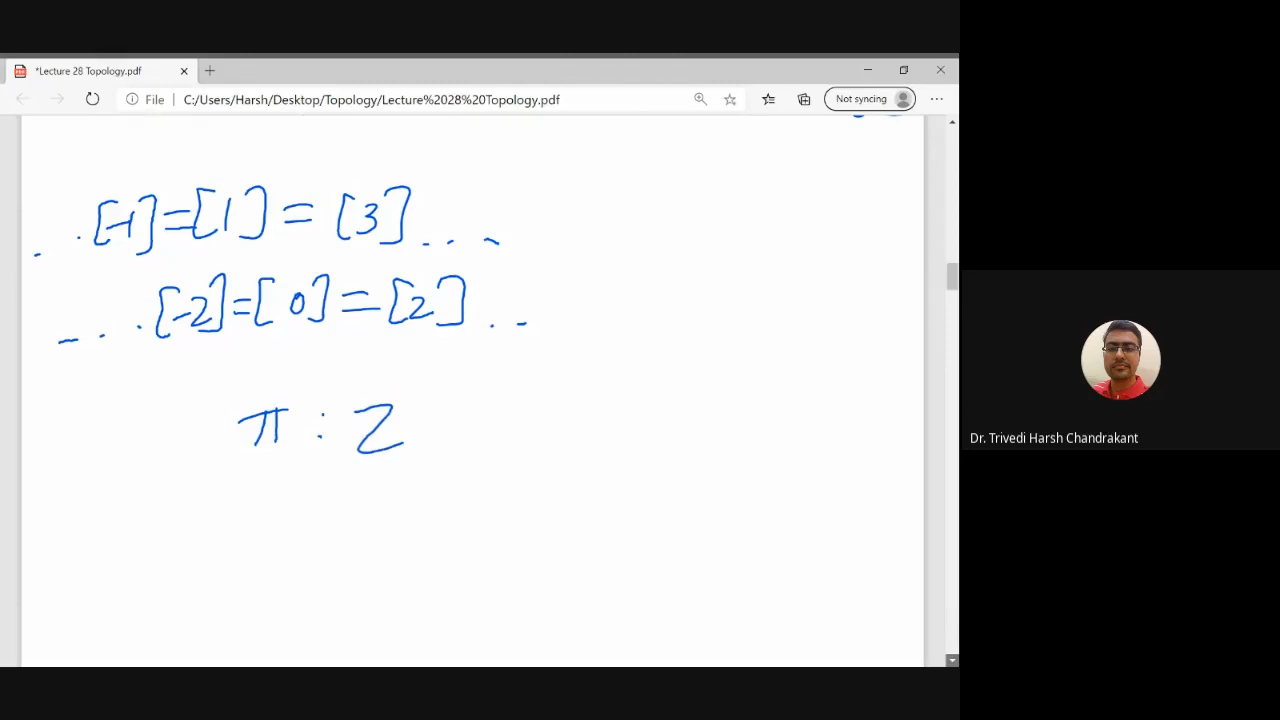 *Lecture 28 Topology.pdf
File | C:/Users/Harsh/Desktop/Topology/Lecture%2028%20Topology.pdf
Not syncing
... [-1] = [1] = [3] ...
... [-2] = [0] = [2] ...
π : Z
Dr. Trivedi Harsh Chandrakant